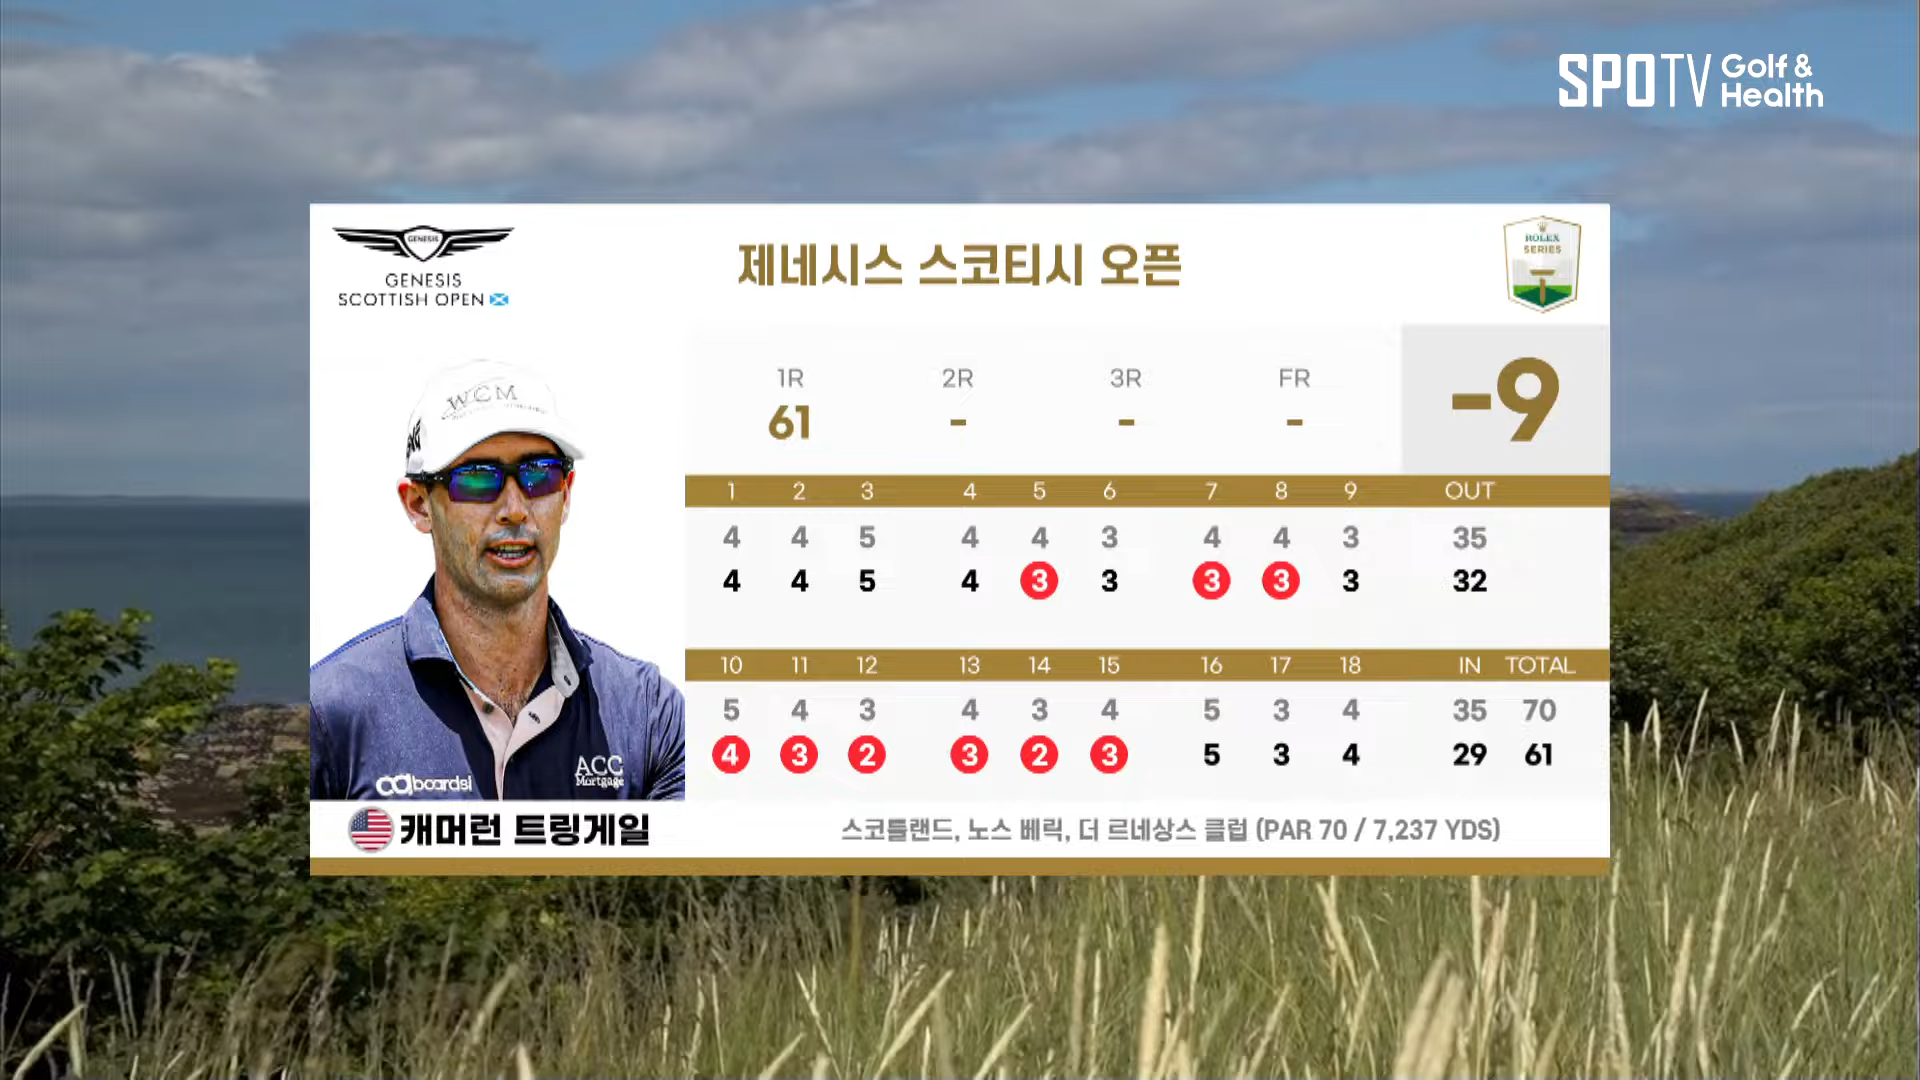 SPOTV Golf & Health
GENESIS
GENESIS
SCOTTISH OPEN
제네시스 스코티시 오픈
ROLEX
SERIES
1R 2R 3R FR
61 - - -
-9
WCM
1 2 3 4 5 6 7 8 9 OUT
4 4 5 4 4 3 4 4 3 35
4 4 5 4 3 3 3 3 3 32
10 11 12 13 14 15 16 17 18 IN TOTAL
5 4 3 4 3 4 5 3 4 35 70
4 3 2 3 2 3 5 3 4 29 61
boardsi
ACC
Mortgage
캐머런 트링게일
스코틀랜드, 노스 베릭, 더 르네상스 클럽 (PAR 70 / 7,237 YDS)